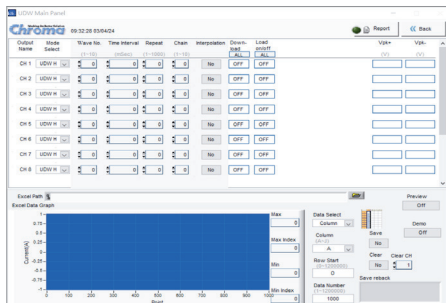 UDW Main Panel
Chroma 09:32:28 03/04/24 Report Back
Output Name Mode Select Wave No. (1~10) Time Interval (mSec) Repeat (1~1000) Chain (1~10) Interpolation Down-load ALL Load on/off ALL Vpk+ (V) Vpk- (V)
CH 1 UDW H 0 0 0 0 No OFF OFF
CH 2 UDW H 0 0 0 0 No OFF OFF
CH 3 UDW H 0 0 0 0 No OFF OFF
CH 4 UDW H 0 0 0 0 No OFF OFF
CH 5 UDW H 0 0 0 0 No OFF OFF
CH 6 UDW H 0 0 0 0 No OFF OFF
CH 7 UDW H 0 0 0 0 No OFF OFF
CH 8 UDW H 0 0 0 0 No OFF OFF
Excel Path Preview
Off
Excel Data Graph
Current(A)
1-
0.75-
0.5-
0.25-
0-
-0.25-
-0.5-
-0.75-
-1-
0 100 200 300 400 500 600 700 800 900 1000
Point
Max
0
Max Index
0
Min
0
Min Index
0
Data Select
Column
Column
A
Row Start
0
Data Number
1000
Save
No
Clear Clear CH
No 1
Save reback
Demo
Off